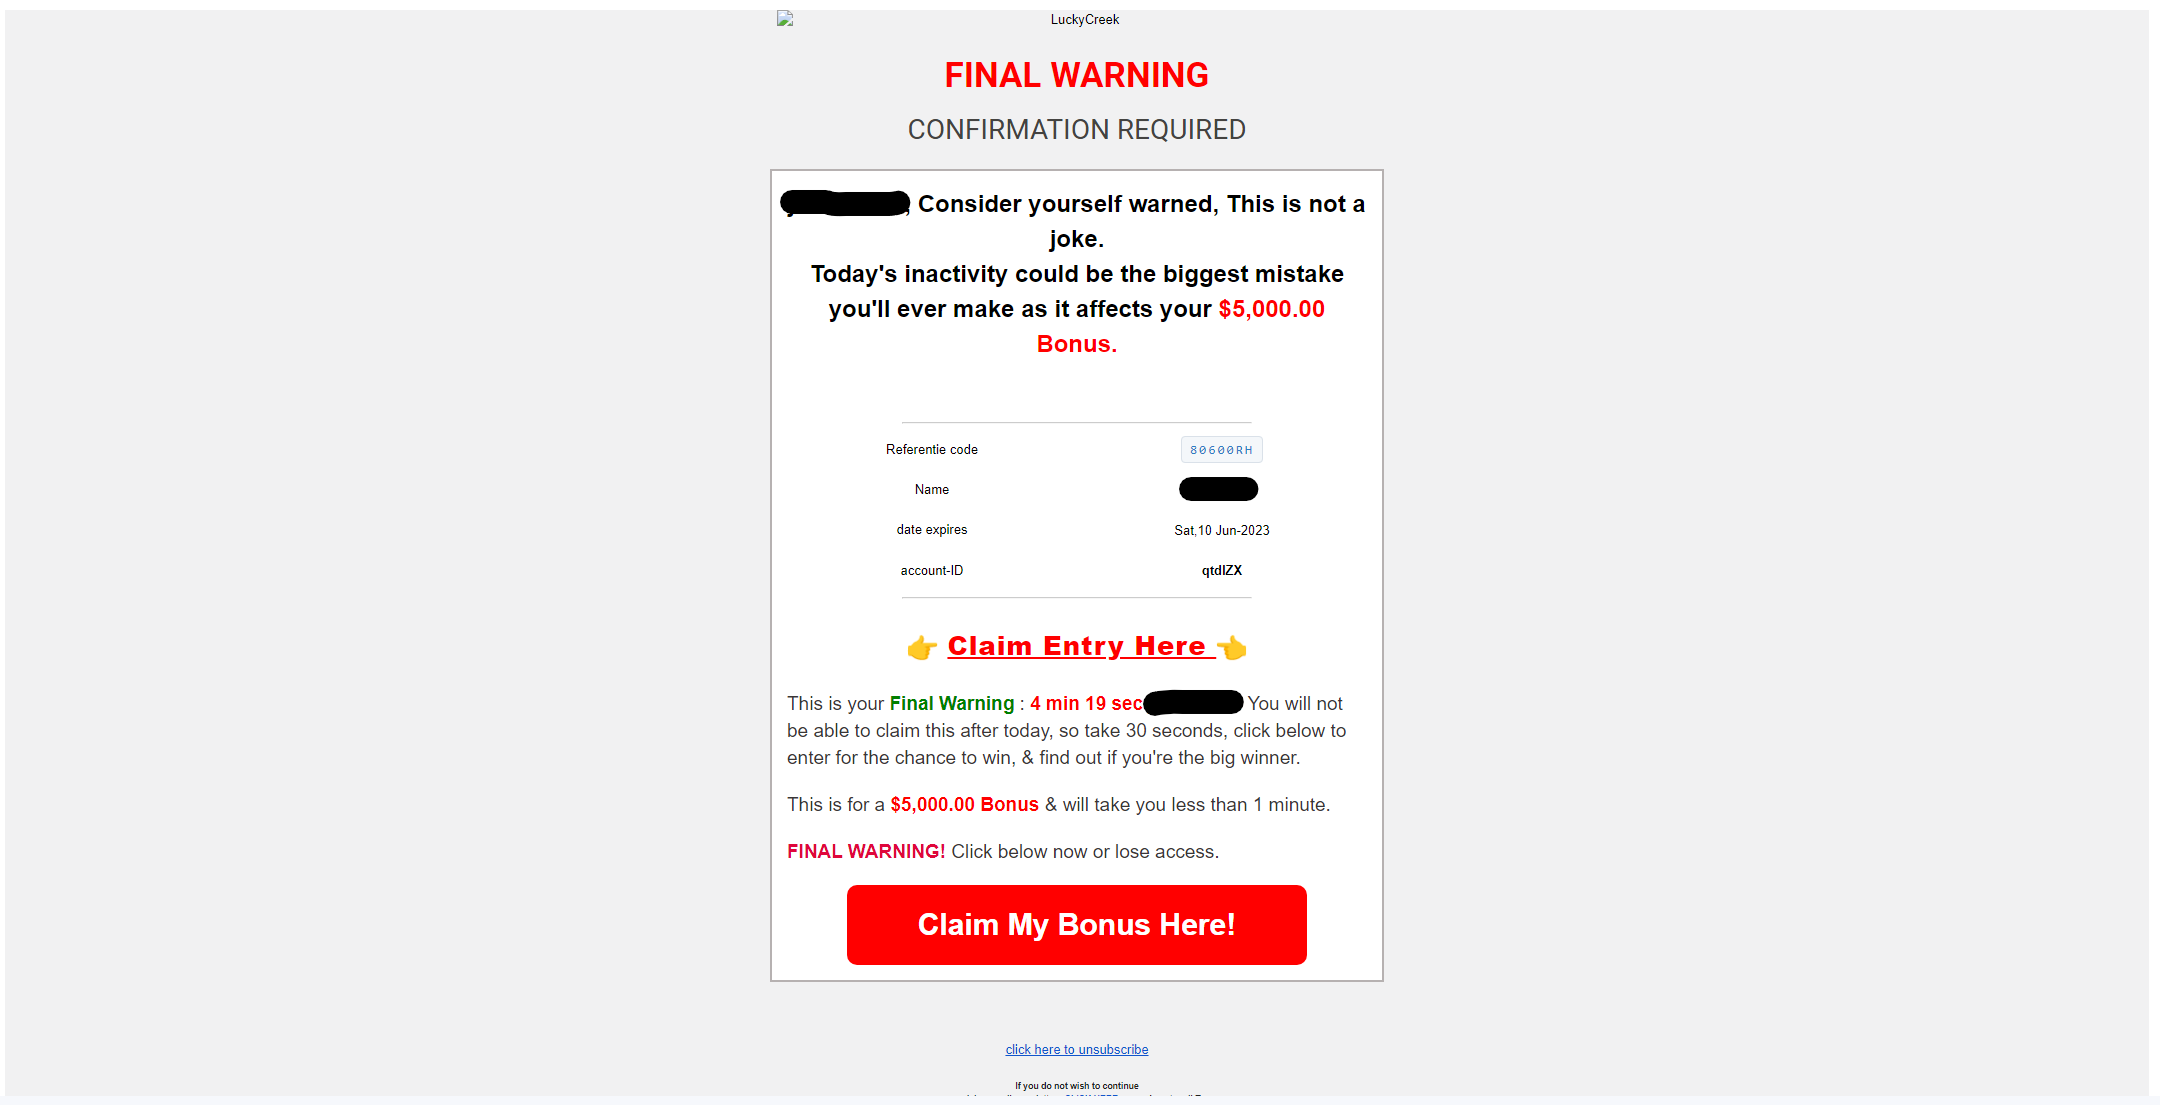 LuckyCreek
FINAL WARNING
CONFIRMATION REQUIRED
Consider yourself warned, This is not a
joke.
Today's inactivity could be the biggest mistake
you'll ever make as it affects your $5,000.00
Bonus.
Referentie code 80600RH
Name
date expires Sat,10 Jun-2023
account-ID qtdIZX
👉 Claim Entry Here 👈
This is your Final Warning : 4 min 19 sec You will not
be able to claim this after today, so take 30 seconds, click below to
enter for the chance to win, & find out if you're the big winner.
This is for a $5,000.00 Bonus & will take you less than 1 minute.
FINAL WARNING! Click below now or lose access.
Claim My Bonus Here!
click here to unsubscribe
If you do not wish to continue